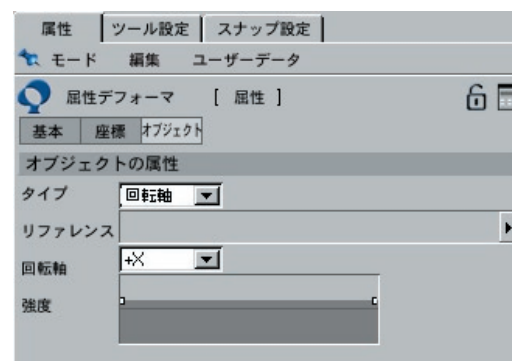 属性 ツール設定 スナップ設定
モード 編集 ユーザーデータ
属性デフォーマ [ 属性 ]
基本 座標 オブジェクト
オブジェクトの属性
タイプ 回転軸
リファレンス
回転軸 +X
強度